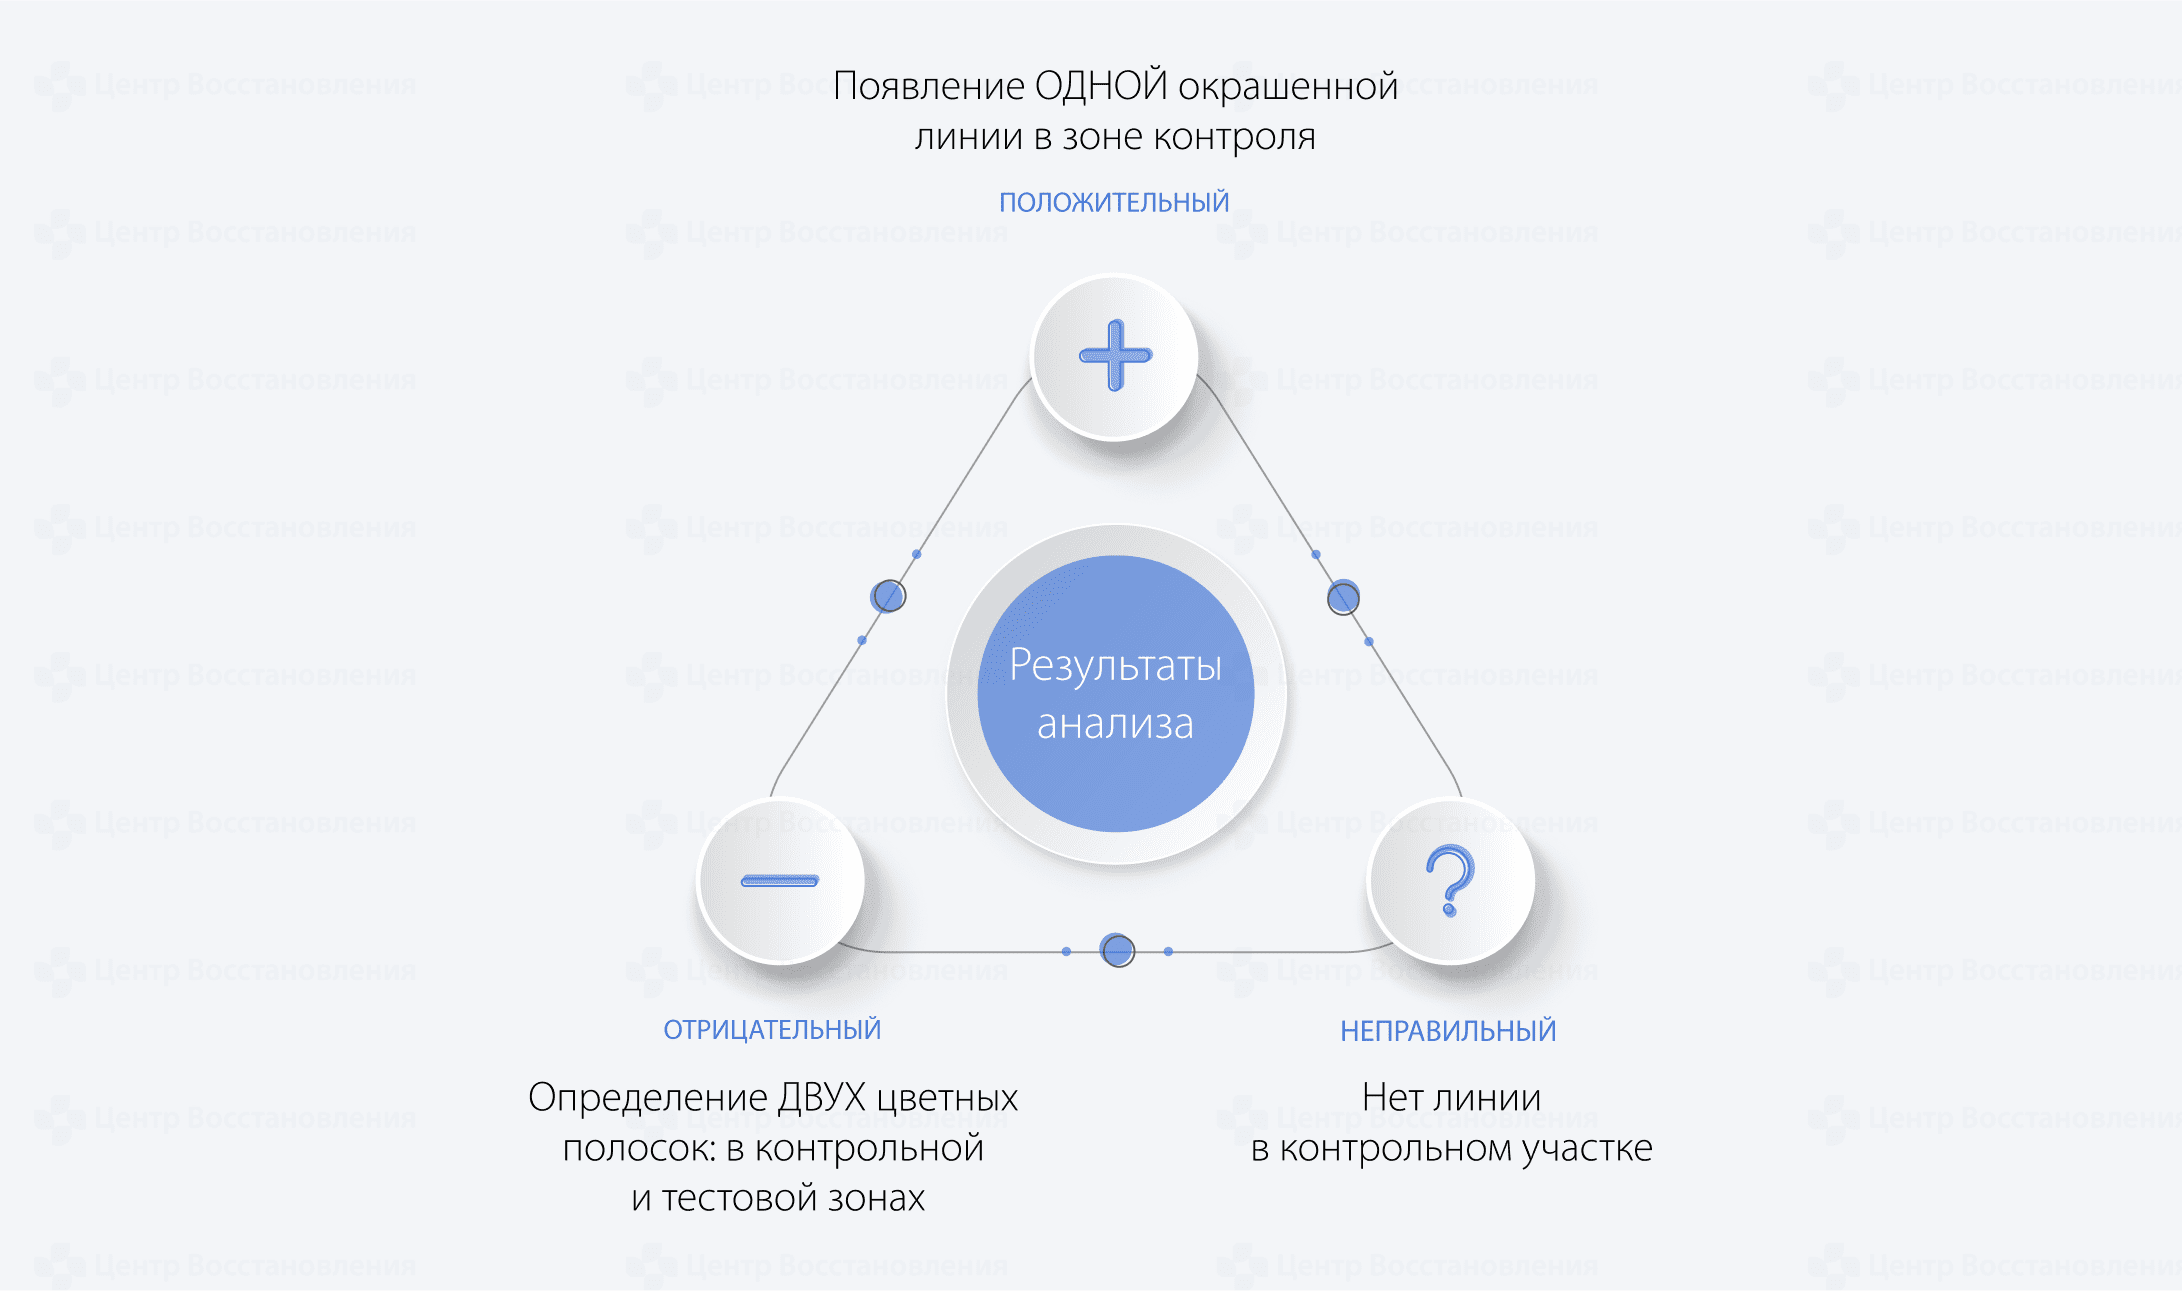 Появление ОДНОЙ окрашенной
линии в зоне контроля
ПОЛОЖИТЕЛЬНЫЙ
Результаты
анализа
ОТРИЦАТЕЛЬНЫЙ
Определение ДВУХ цветных
полосок: в контрольной
и тестовой зонах
НЕПРАВИЛЬНЫЙ
Нет линии
в контрольном участке
Центр Восстановления